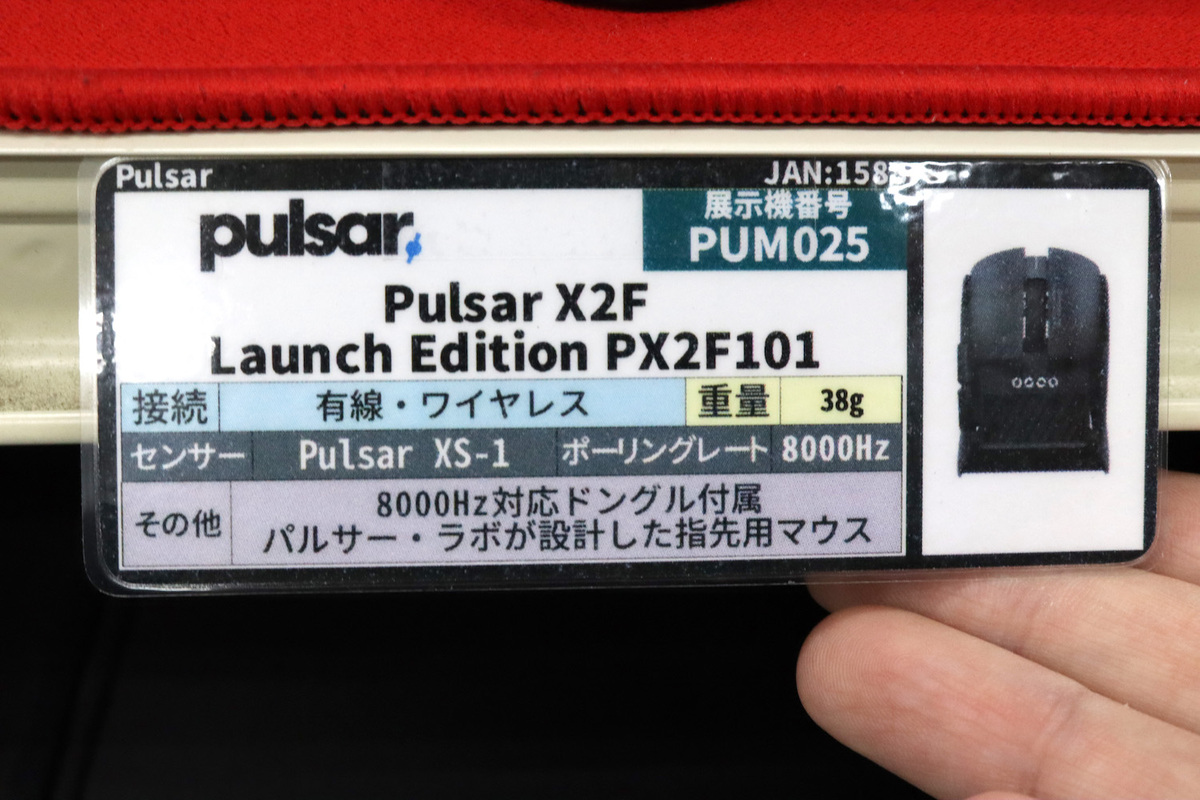 Pulsar
JAN:158
pulsar
展示機番号
PUM025
Pulsar X2F
Launch Edition PX2F101
接続 有線・ワイヤレス 重量 38g
センサー Pulsar XS-1 ポーリングレート 8000Hz
その他
8000Hz対応ドングル付属
パルサー・ラボが設計した指先用マウス